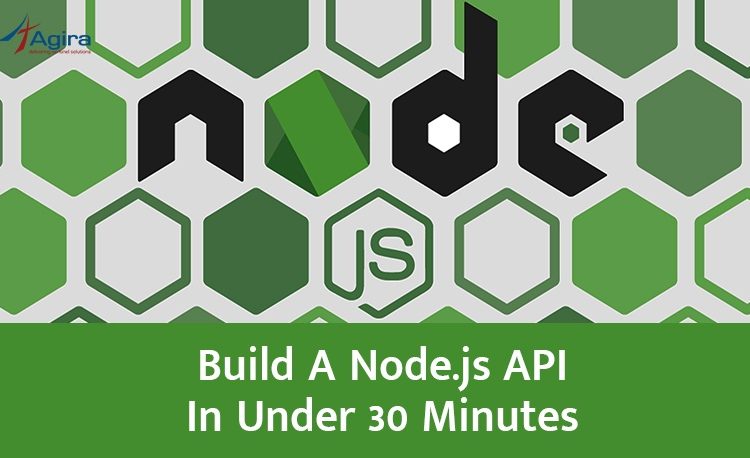 Agira
node
JS
Build A Node.js API
In Under 30 Minutes